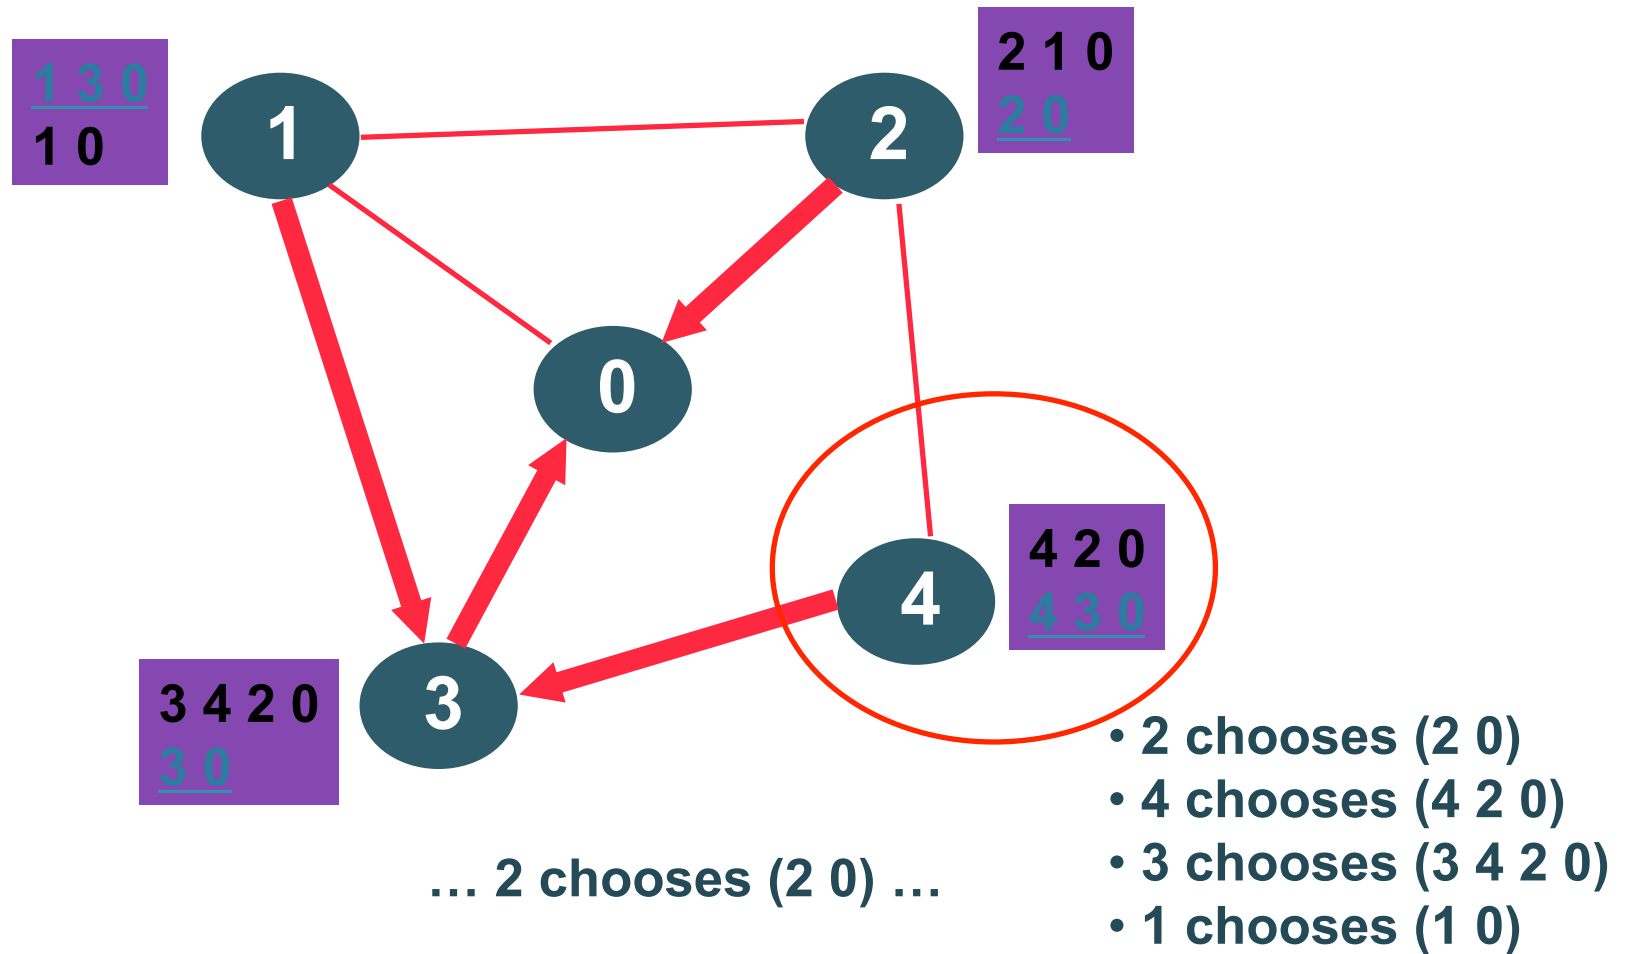 1 3 0
1 0
1
2
2 1 0
2 0
0
4
4 2 0
4 3 0
3 4 2 0
3 0
3
• 2 chooses (2 0)
• 4 chooses (4 2 0)
• 3 chooses (3 4 2 0)
• 1 chooses (1 0)
… 2 chooses (2 0) …